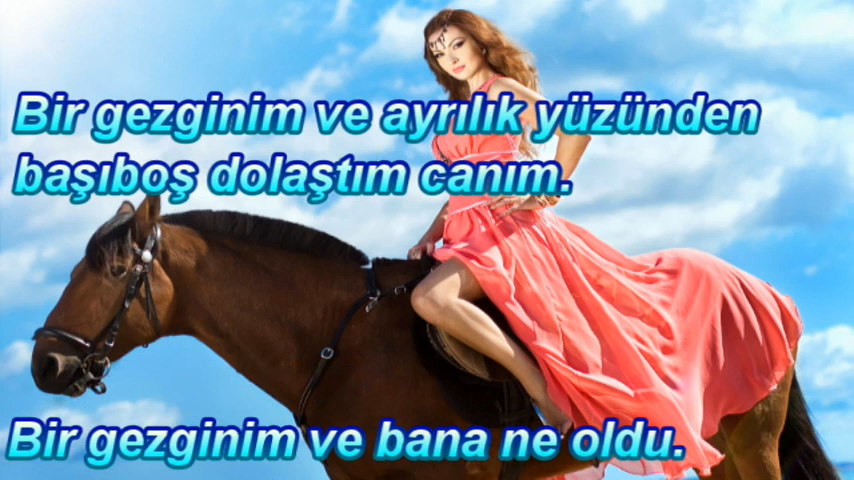 Bir gezginim ve ayrılık yüzünden
başıboş dolaştım canım.
Bir gezginim ve bana ne oldu.